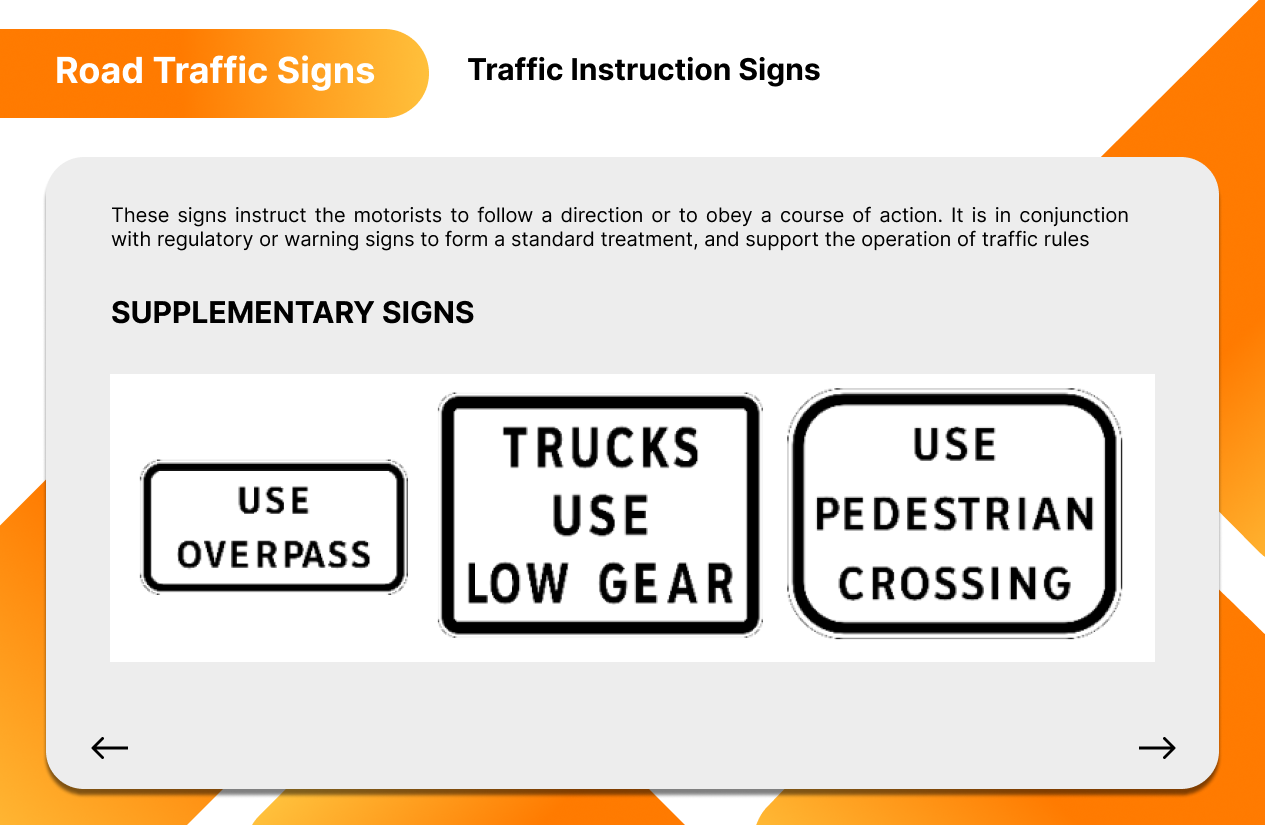 Road Traffic Signs
Traffic Instruction Signs
These signs instruct the motorists to follow a direction or to obey a course of action. It is in conjunction
with regulatory or warning signs to form a standard treatment, and support the operation of traffic rules
SUPPLEMENTARY SIGNS
USE
OVERPASS
TRUCKS
USE
LOW GEAR
USE
PEDESTRIAN
CROSSING